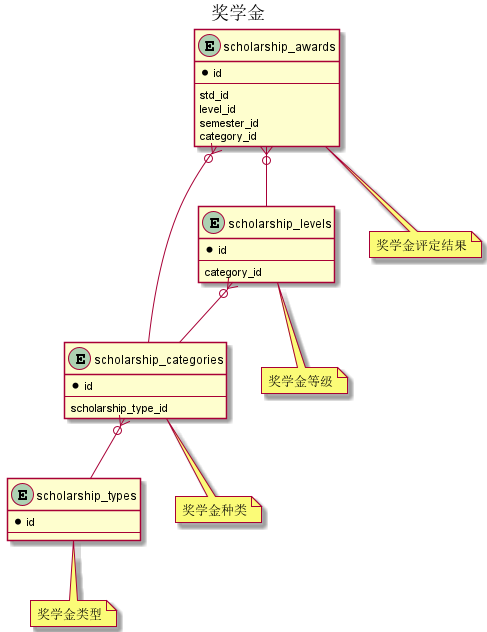 奖学金
E scholarship_awards
id
std_id
level_id
semester_id
category_id
奖学金评定结果
E scholarship_levels
id
category_id
奖学金等级
E scholarship_categories
id
scholarship_type_id
奖学金种类
E scholarship_types
id
奖学金类型